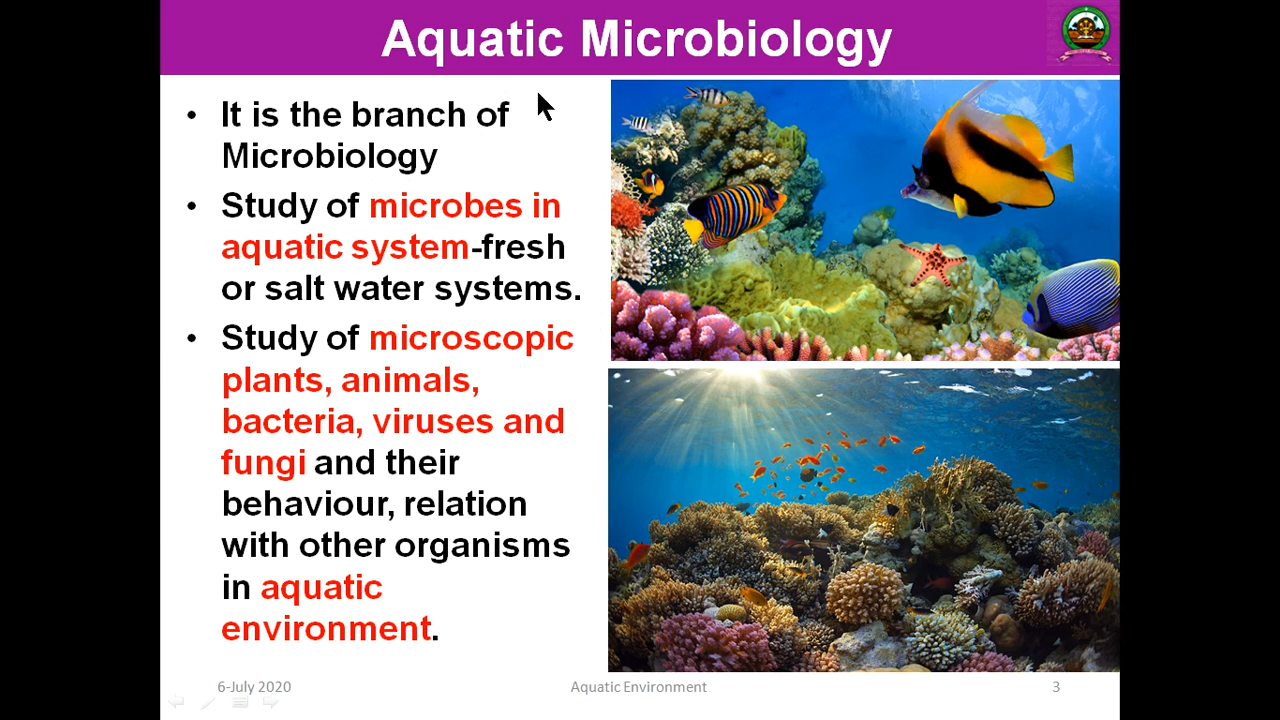 Aquatic Microbiology
• It is the branch of
Microbiology
• Study of microbes in
aquatic system-fresh
or salt water systems.
• Study of microscopic
plants, animals,
bacteria, viruses and
fungi and their
behaviour, relation
with other organisms
in aquatic
environment.
6-July 2020
Aquatic Environment
3